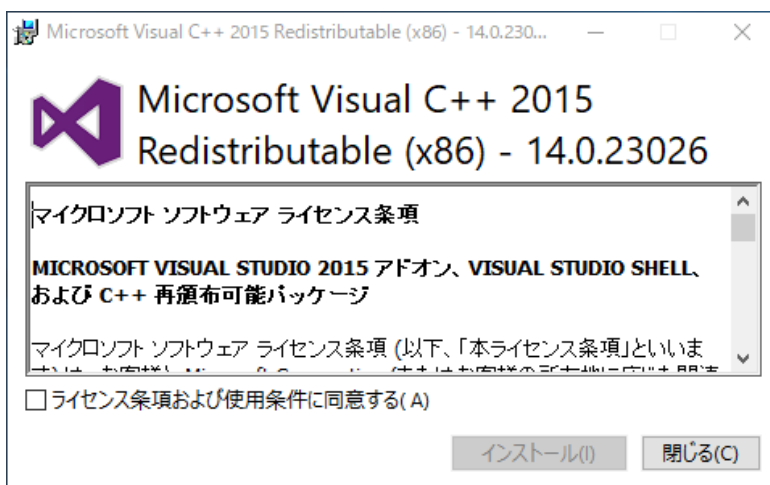 Microsoft Visual C++ 2015 Redistributable (x86) - 14.0.230...
Microsoft Visual C++ 2015
Redistributable (x86) - 14.0.23026
マイクロソフト ソフトウェア ライセンス条項
MICROSOFT VISUAL STUDIO 2015 アドオン、VISUAL STUDIO SHELL、
および C++ 再頒布可能パッケージ
マイクロソフト ソフトウェア ライセンス条項 (以下、「本ライセンス条項」といいま
ライセンス条項および使用条件に同意する(A)
インストール(I)
閉じる(C)